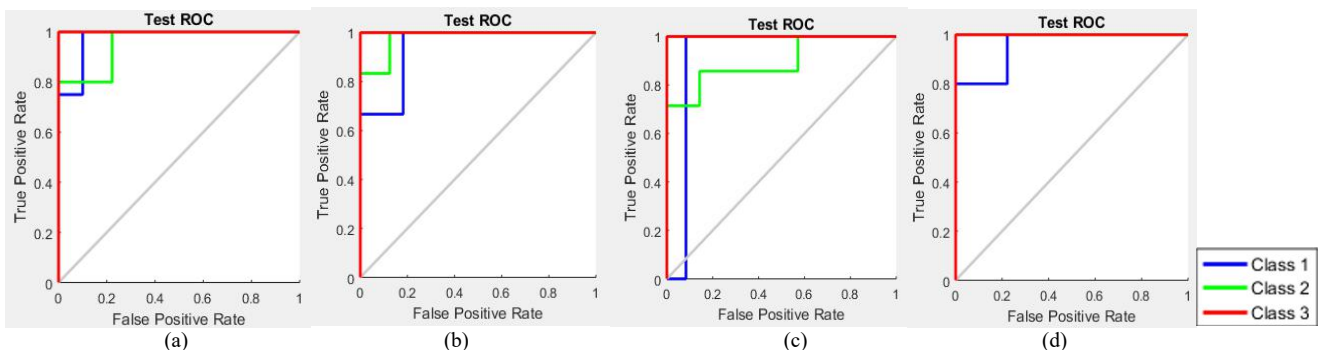 Test ROC
1
0.8
0.6
0.4
0.2
0
True Positive Rate
0 0.2 0.4 0.6 0.8 1
False Positive Rate
(a)
Test ROC
1
0.8
0.6
0.4
0.2
0
True Positive Rate
0 0.2 0.4 0.6 0.8 1
False Positive Rate
(b)
Test ROC
1
0.8
0.6
0.4
0.2
0
True Positive Rate
0 0.2 0.4 0.6 0.8 1
False Positive Rate
(c)
Test ROC
1
0.8
0.6
0.4
0.2
0
True Positive Rate
0 0.2 0.4 0.6 0.8 1
False Positive Rate
(d)
Class 1
Class 2
Class 3